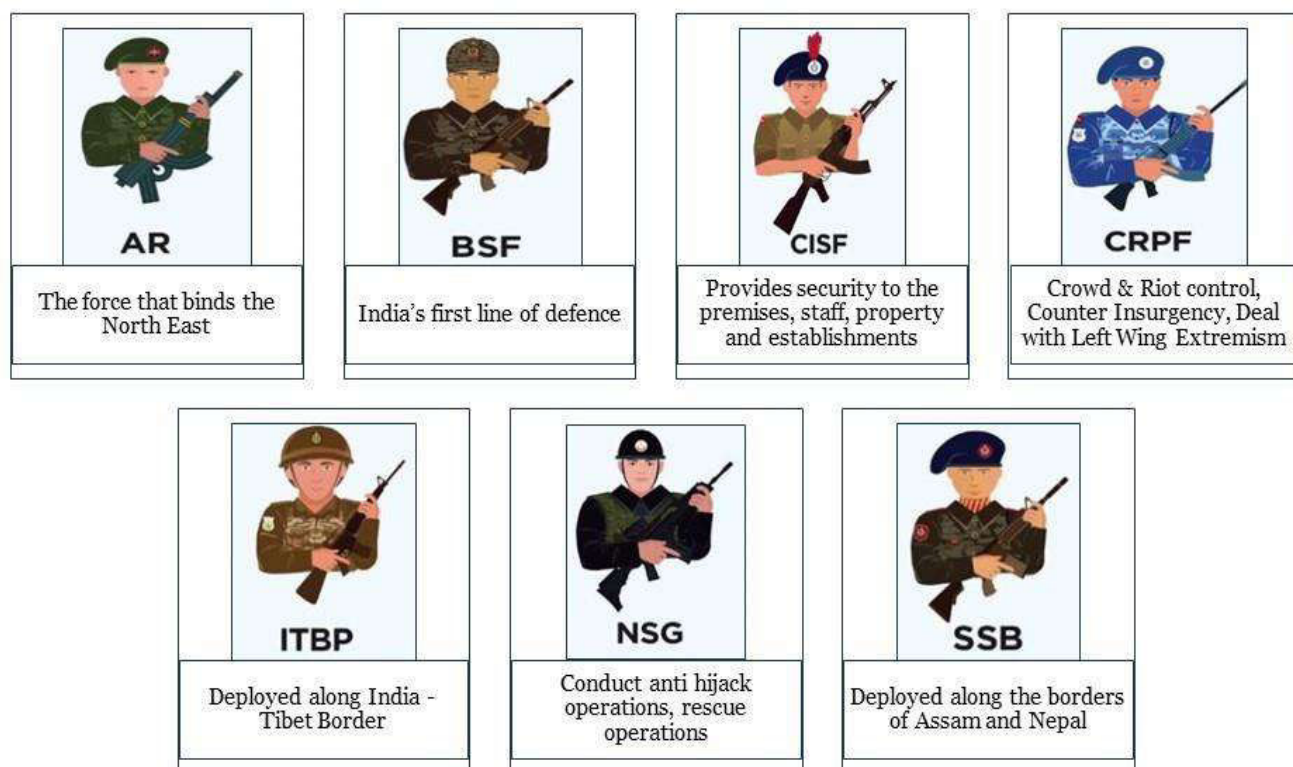 AR
The force that binds the
North East
BSF
India's first line of defence
CISF
Provides security to the
premises, staff, property
and establishments
CRPF
Crowd & Riot control,
Counter Insurgency, Deal
with Left Wing Extremism
ITBP
Deployed along India -
Tibet Border
NSG
Conduct anti hijack
operations, rescue
operations
SSB
Deployed along the borders
of Assam and Nepal